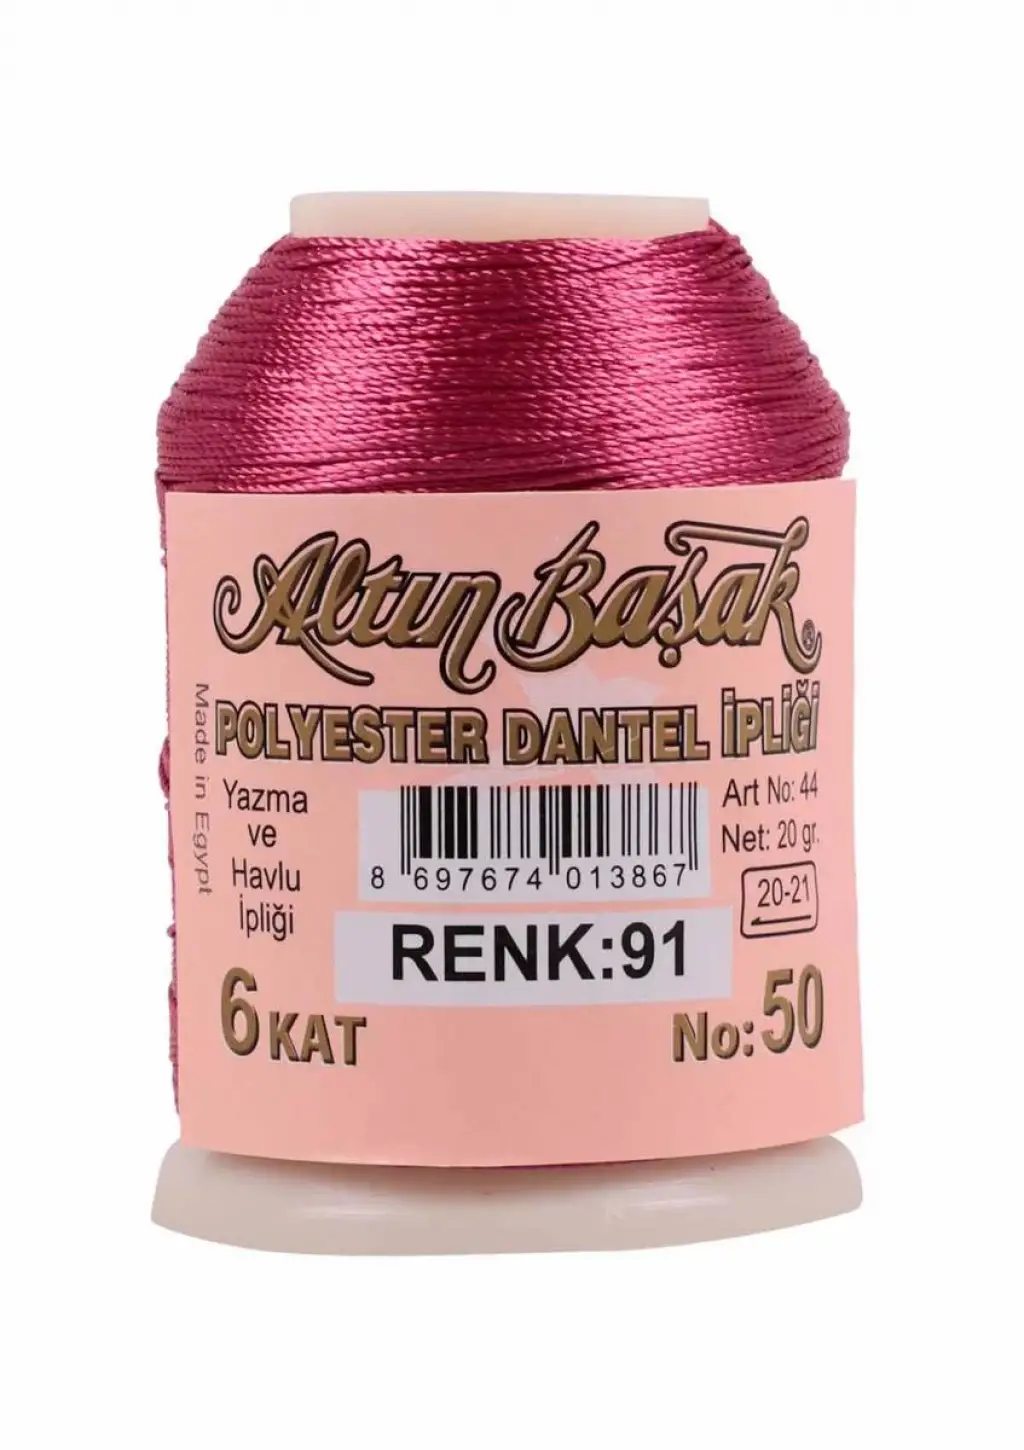 Altın Başak ®
POLYESTER DANTEL İPLİĞİ
Made in Egypt
Yazma
ve
Havlu
İpliği
8 697674 013867
Art No: 44
Net: 20 gr.
20-21
RENK:91
6 KAT
No: 50